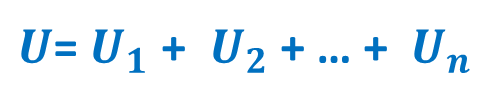 U= U₁ + U₂ + ... + Uₙ